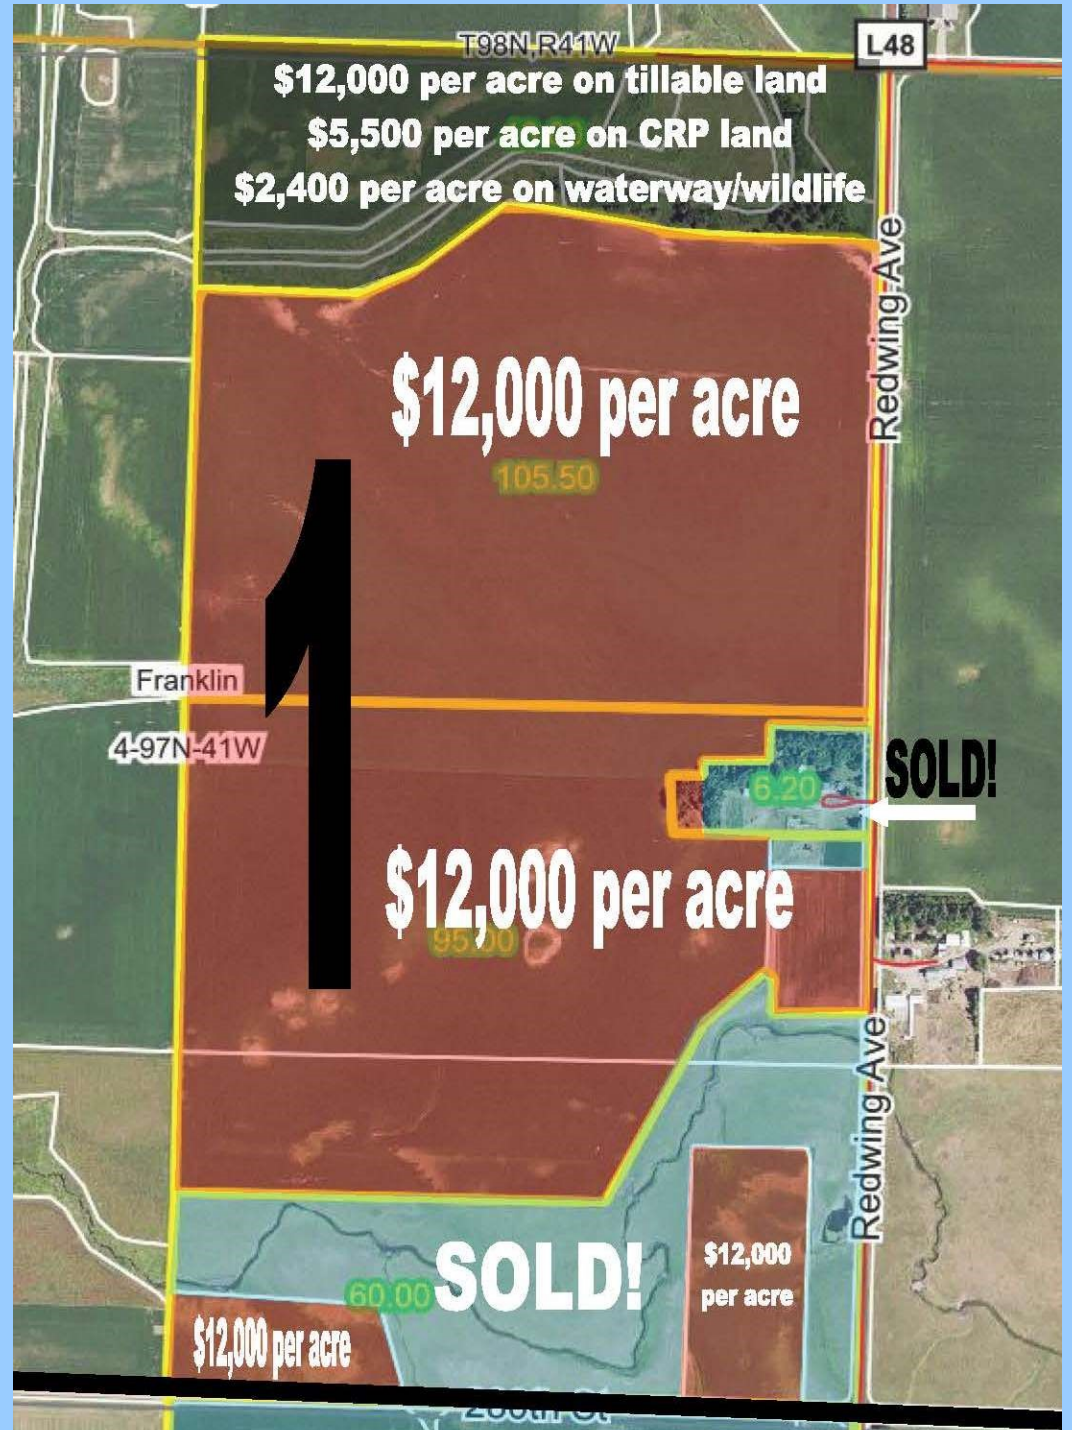 T98N,R41W
L48
$12,000 per acre on tillable land
$5,500 per acre on CRP land
$2,400 per acre on waterway/wildlife
Redwing Ave
$12,000 per acre
105.50
1
Franklin
4-97N-41W
6.20
SOLD!
$12,000 per acre
95.00
Redwing Ave
60.00
SOLD!
$12,000
per acre
$12,000 per acre